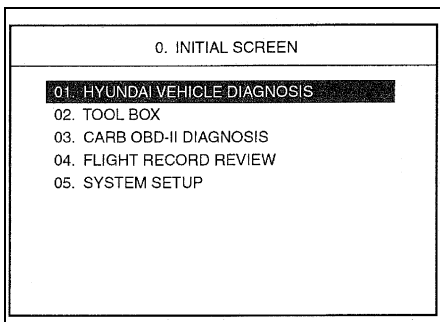 0. INITIAL SCREEN
01. HYUNDAI VEHICLE DIAGNOSIS
02. TOOL BOX
03. CARB OBD-II DIAGNOSIS
04. FLIGHT RECORD REVIEW
05. SYSTEM SETUP